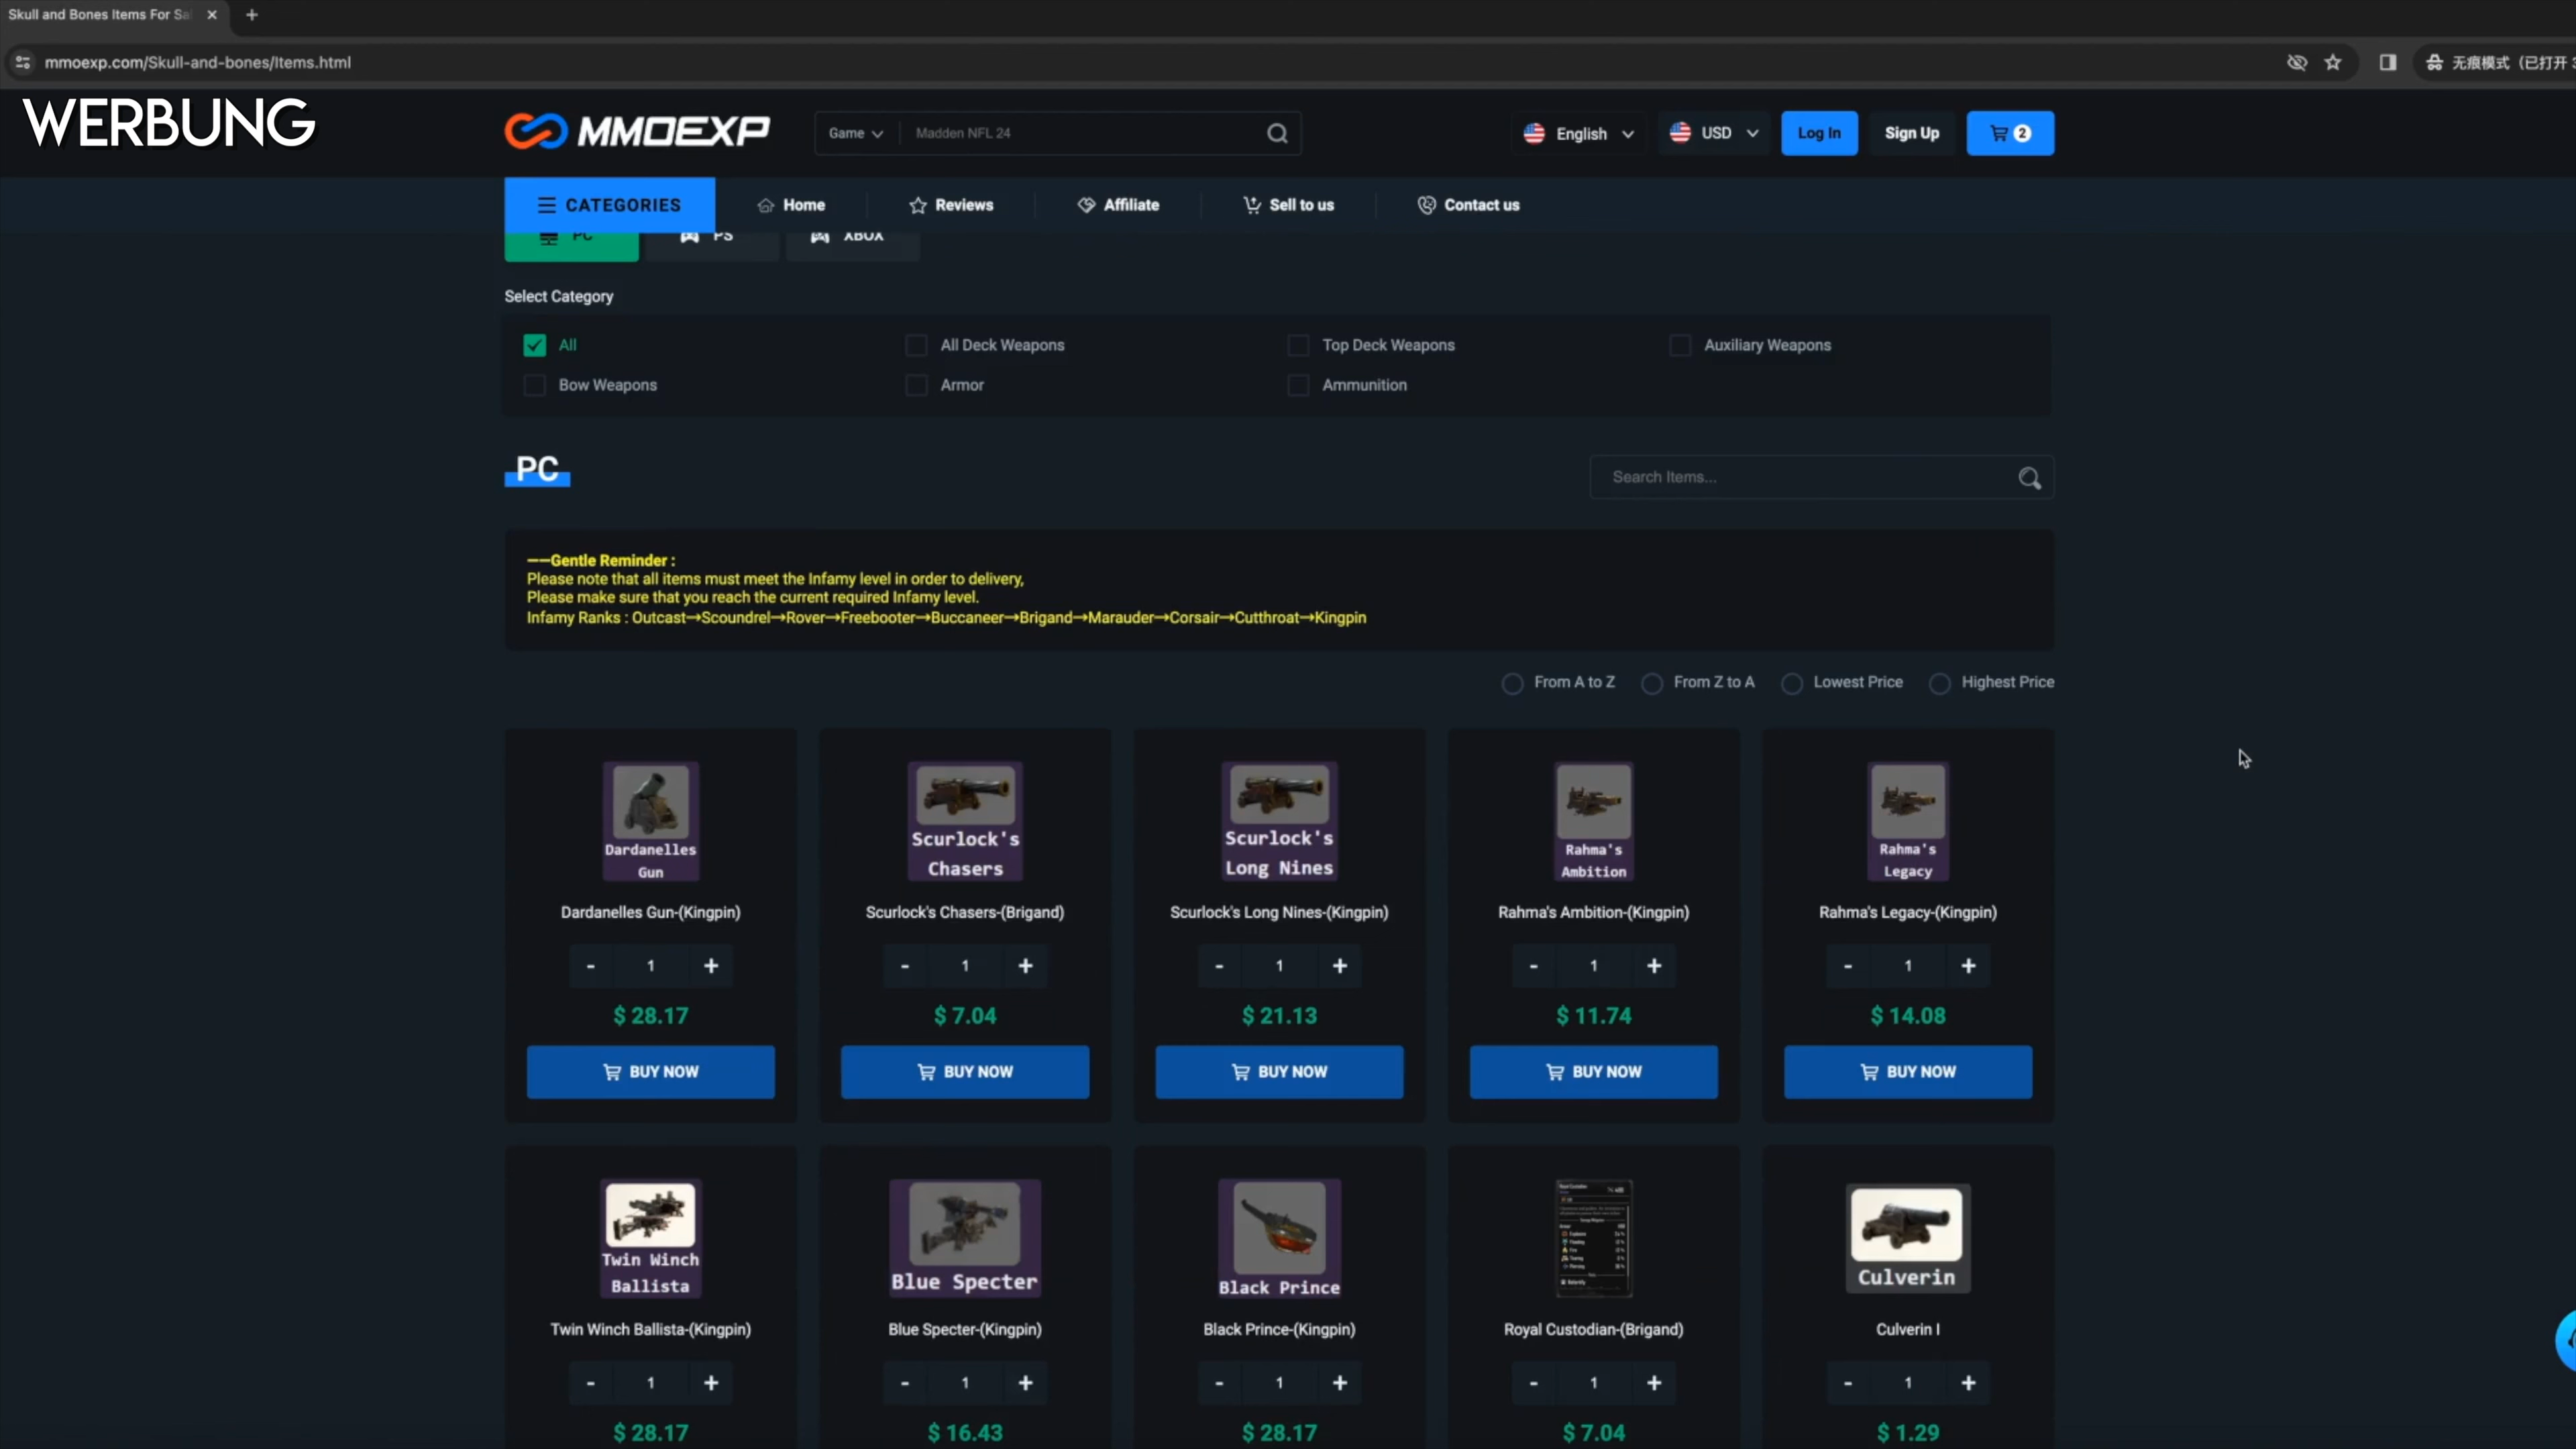 Skull and Bones Items For Sa
mmoexp.com/Skull-and-bones/Items.html
无痕模式（已打开 3
WERBUNG
MMOEXP
Game
Madden NFL 24
English
USD
Log In
Sign Up
2
CATEGORIES
Home
Reviews
Affiliate
Sell to us
Contact us
PC
PS
XBOX
Select Category
All
All Deck Weapons
Top Deck Weapons
Auxiliary Weapons
Bow Weapons
Armor
Ammunition
PC
Search Items...
——Gentle Reminder :
Please note that all items must meet the Infamy level in order to delivery,
Please make sure that you reach the current required Infamy level.
Infamy Ranks : Outcast→Scoundrel→Rover→Freebooter→Buccaneer→Brigand→Marauder→Corsair→Cutthroat→Kingpin
From A to Z
From Z to A
Lowest Price
Highest Price
Dardanelles
Gun
Scurlock's
Chasers
Scurlock's
Long Nines
Rahma's
Ambition
Rahma's
Legacy
Dardanelles Gun-(Kingpin)
Scurlock's Chasers-(Brigand)
Scurlock's Long Nines-(Kingpin)
Rahma's Ambition-(Kingpin)
Rahma's Legacy-(Kingpin)
- 1 +
- 1 +
- 1 +
- 1 +
- 1 +
$ 28.17
$ 7.04
$ 21.13
$ 11.74
$ 14.08
BUY NOW
BUY NOW
BUY NOW
BUY NOW
BUY NOW
Twin Winch
Ballista
Blue Specter
Black Prince
Culverin
Twin Winch Ballista-(Kingpin)
Blue Specter-(Kingpin)
Black Prince-(Kingpin)
Royal Custodian-(Brigand)
Culverin I
- 1 +
- 1 +
- 1 +
- 1 +
- 1 +
$ 28.17
$ 16.43
$ 28.17
$ 7.04
$ 1.29